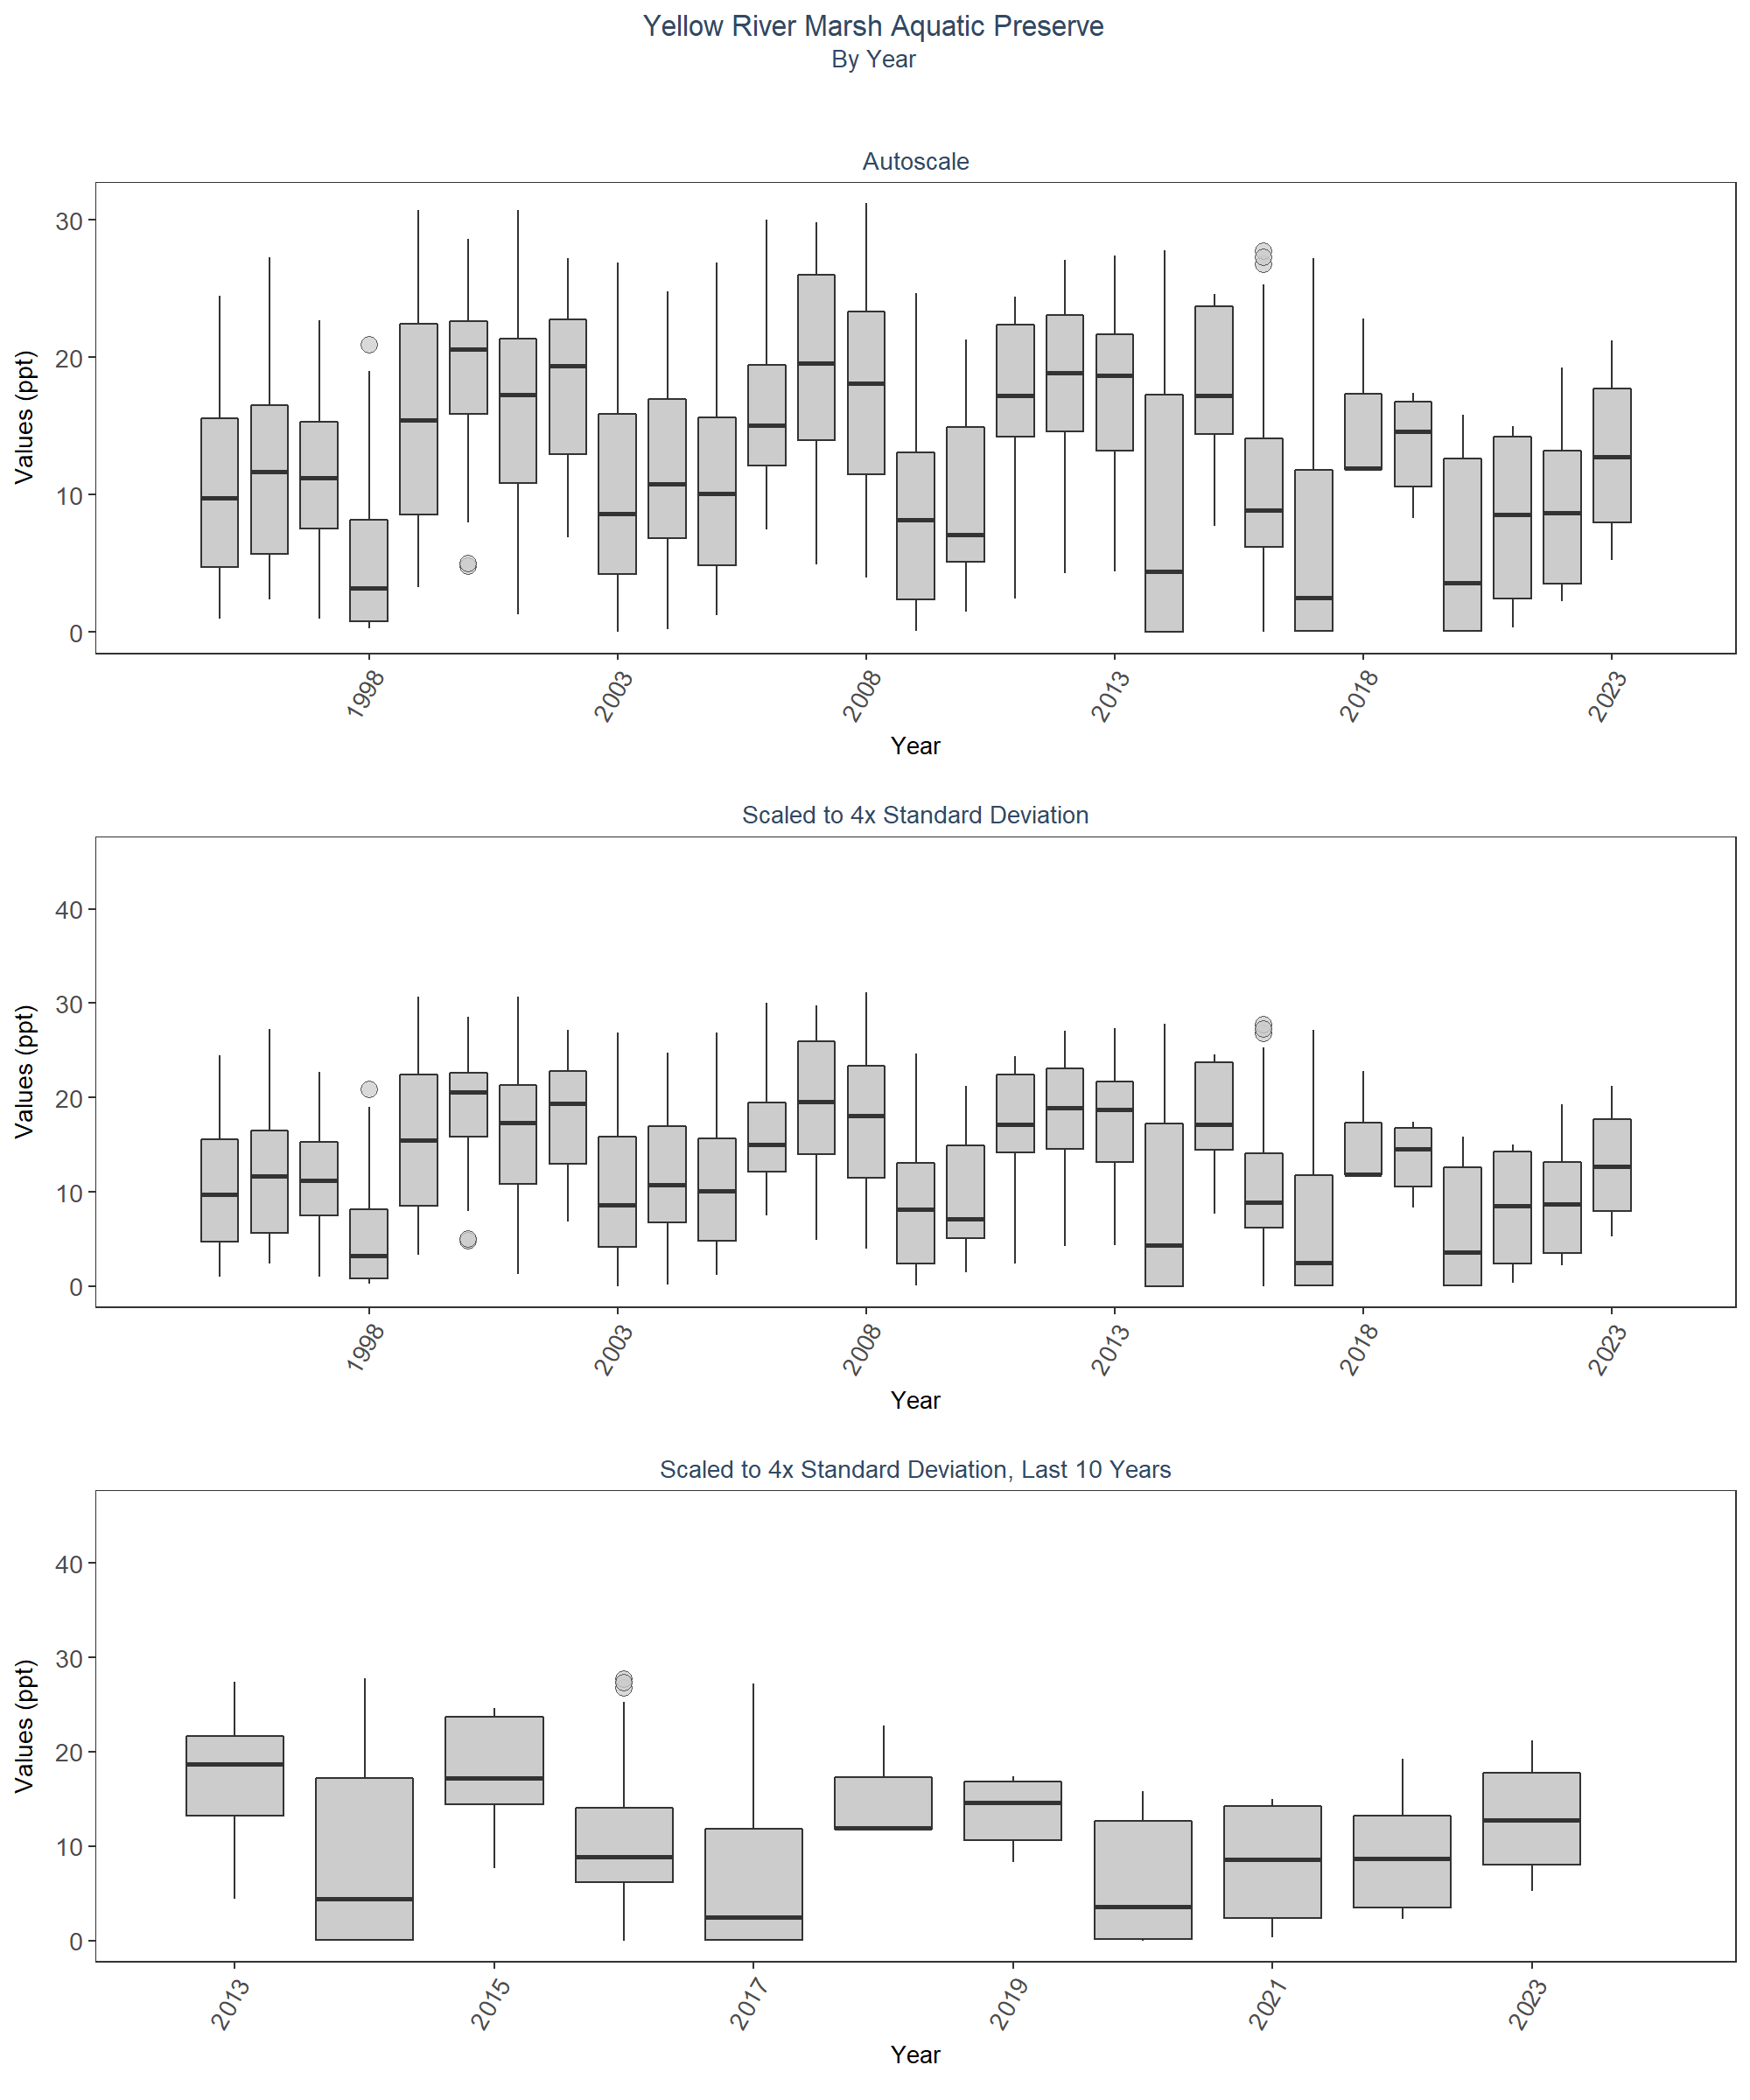 Yellow River Marsh Aquatic Preserve
By Year
Autoscale
Values (ppt)
30
20
10
0
1998 2003 2008 2013 2018 2023
Year
Scaled to 4x Standard Deviation
Values (ppt)
40
30
20
10
0
1998 2003 2008 2013 2018 2023
Year
Scaled to 4x Standard Deviation, Last 10 Years
Values (ppt)
40
30
20
10
0
2013 2015 2017 2019 2021 2023
Year